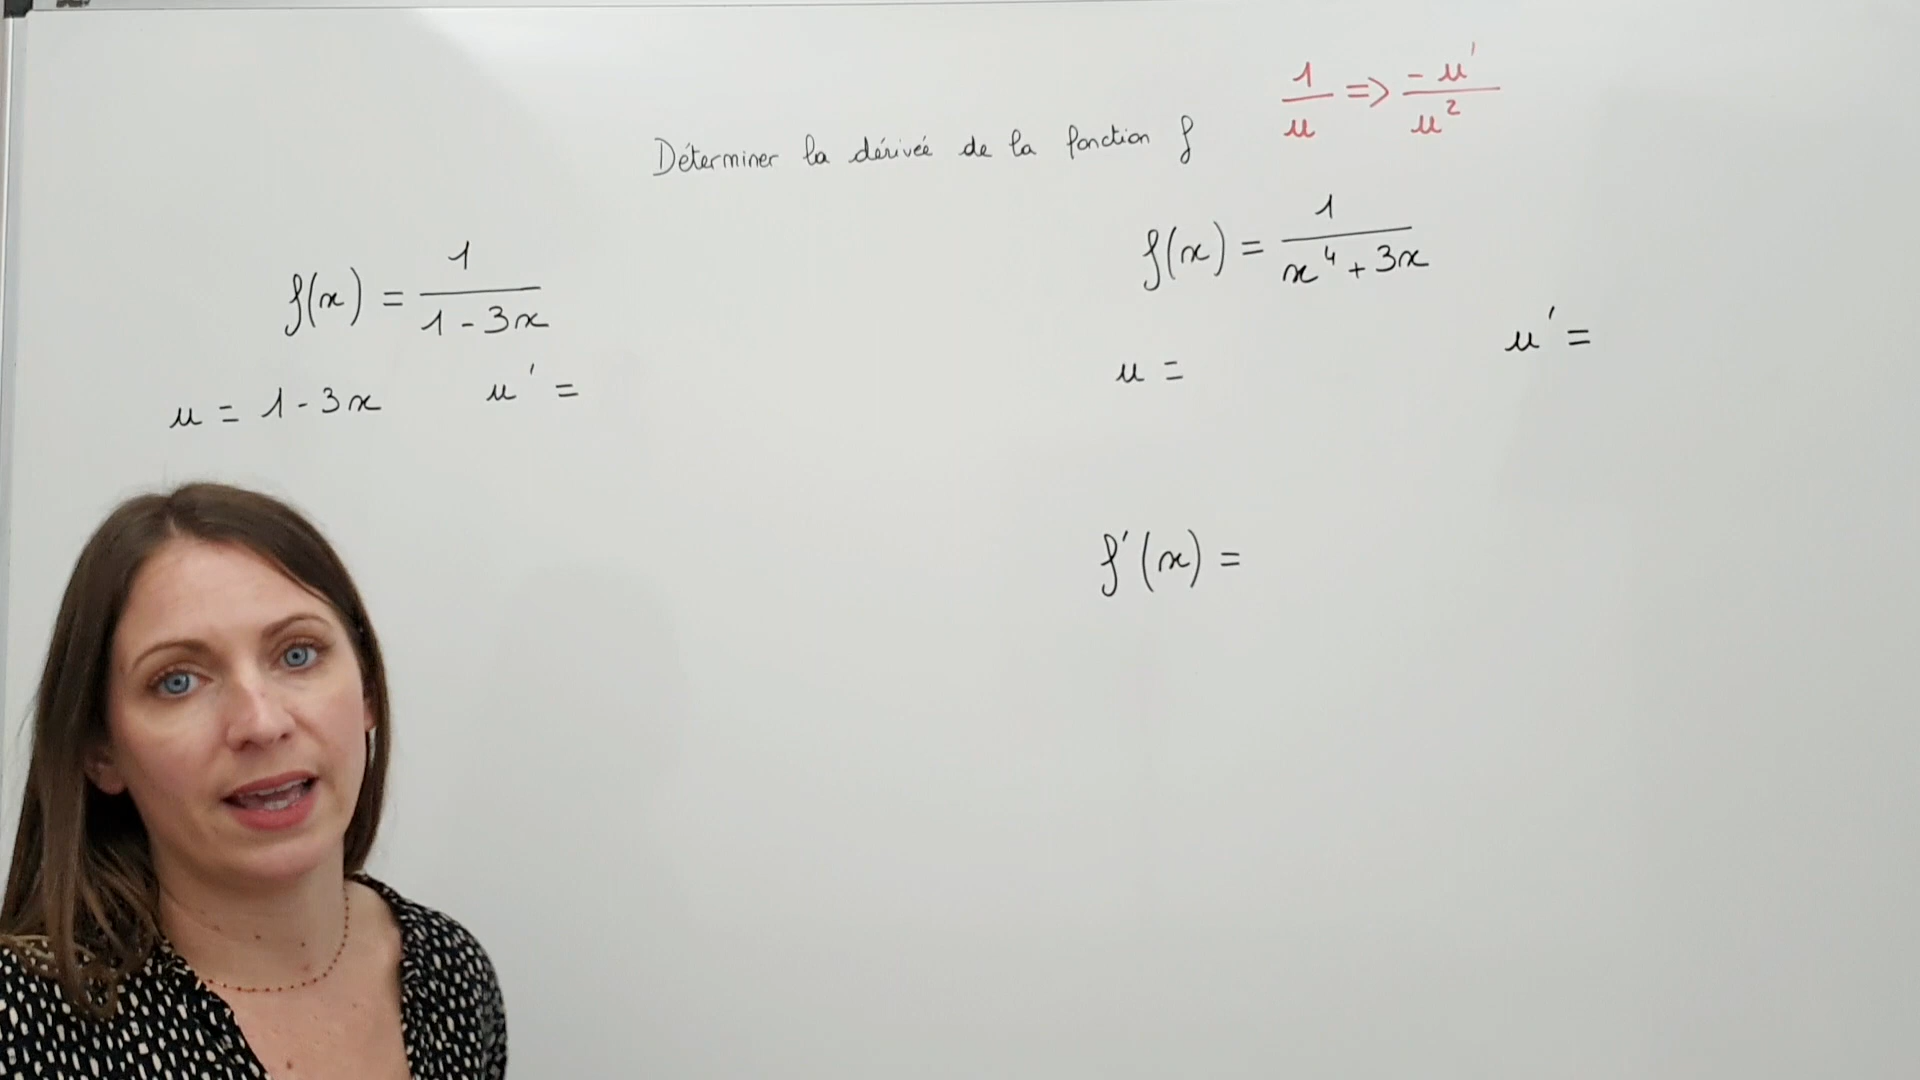 1/u => -u'/u²
Déterminer la dérivée de la fonction f
f(x) = 1/(1-3x)
u = 1-3x u' =
f(x) = 1/(x⁴+3x)
u = u' =
f'(x) =